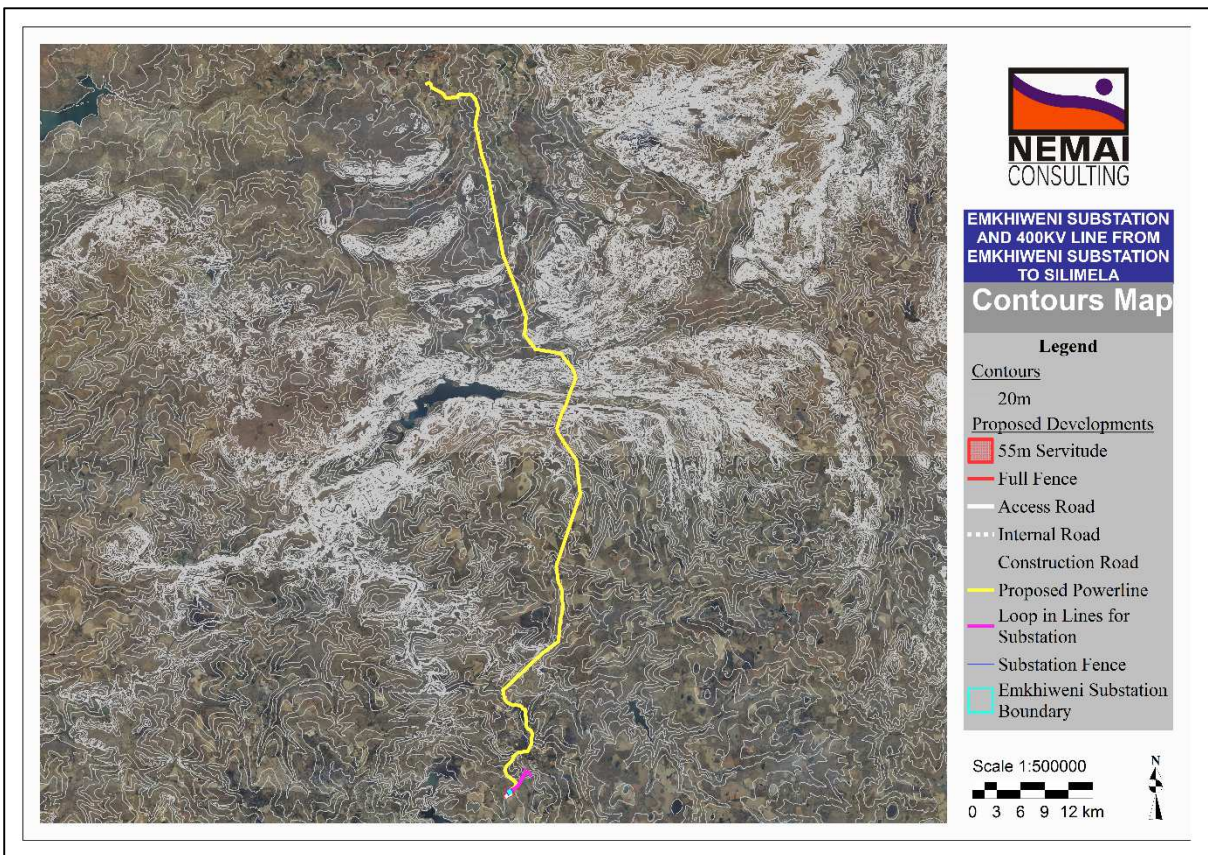 NEMAI
CONSULTING
EMKHIWENI SUBSTATION
AND 400KV LINE FROM
EMKHIWENI SUBSTATION
TO SILIMELA
Contours Map
Legend
Contours
20m
Proposed Developments
55m Servitude
Full Fence
Access Road
Internal Road
Construction Road
Proposed Powerline
Loop in Lines for
Substation
Substation Fence
Emkhiweni Substation
Boundary
Scale 1:500000
N
0 3 6 9 12 km